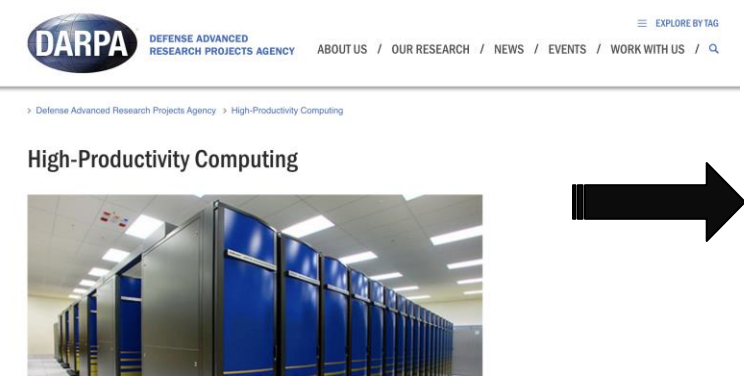 EXPLORE BY TAG
DARPA
DEFENSE ADVANCED
RESEARCH PROJECTS AGENCY
ABOUT US / OUR RESEARCH / NEWS / EVENTS / WORK WITH US /
> Defense Advanced Research Projects Agency > High-Productivity Computing
High-Productivity Computing